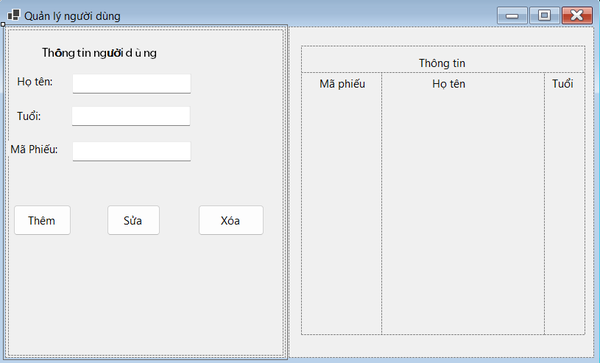 Quản lý người dùng
Thông tin người dùng
Họ tên:
Tuổi:
Mã Phiếu:
Thêm Sửa Xóa
Thông tin
Mã phiếu Họ tên Tuổi